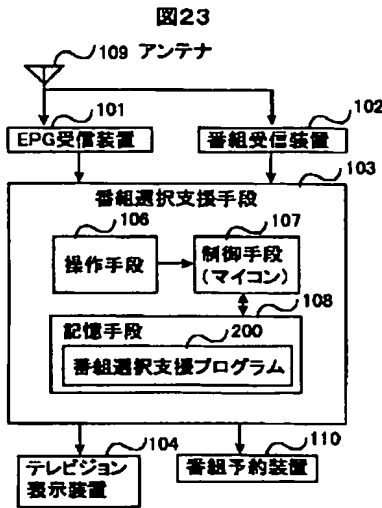 図23
109 アンテナ
101
102
EPG受信装置
番組受信装置
103
番組選択支援手段
106
107
操作手段
制御手段
(マイコン)
108
記憶手段
200
番組選択支援プログラム
104
110
テレビジョン
表示装置
番組予約装置